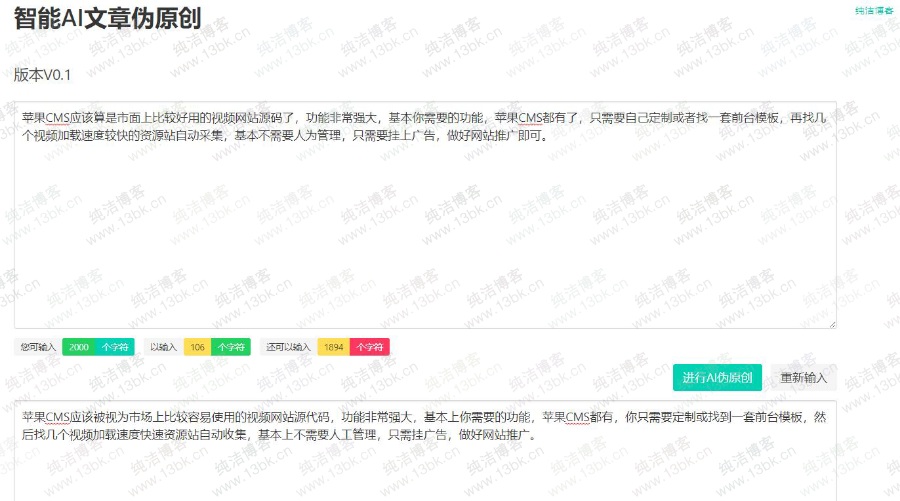 智能AI文章伪原创
纯洁博客
版本V0.1
苹果CMS应该算是市面上比较好用的视频网站源码了，功能非常强大，基本你需要的功能，苹果CMS都有了，只需要自己定制或者找一套前台模板，再找几
个视频加载速度较快的资源站自动采集，基本不需要人为管理，只需要挂上广告，做好网站推广即可。
您可输入 2000 个字符 以输入 106 个字符 还可以输入 1894 个字符
进行AI伪原创 重新输入
苹果CMS应该被视为市场上比较容易使用的视频网站源代码，功能非常强大，基本上你需要的功能，苹果CMS都有，你只需要定制或找到一套前台模板，然
后找几个视频加载速度快速资源站自动收集，基本上不需要人工管理，只需挂广告，做好网站推广。
纯洁博客
www.13bk.cn